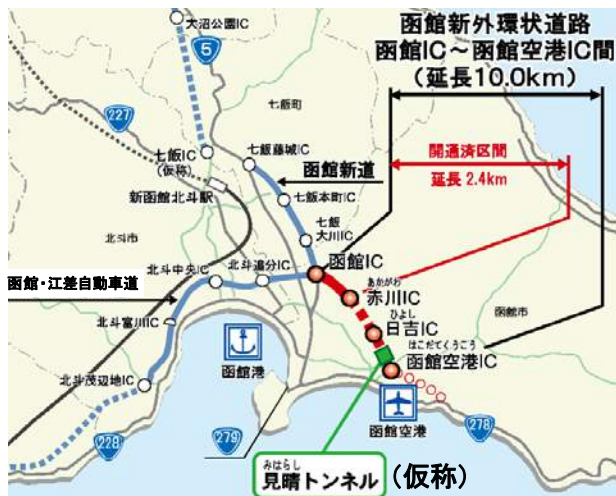 大沼公園IC
5
函館新外環状道路
函館IC～函館空港IC間
(延長10.0km)
七飯町
227
開通済区間
延長 2.4km
七飯IC
(仮称)
七飯藤城IC
函館新道
新函館北斗駅
七飯本町IC
七飯
大川IC
北斗市
函館IC
北斗追分IC
北斗中央IC
函館・江差自動車道
あかがわ
赤川IC
函館市
ひよし
日吉IC
北斗富川IC
はこだてくうこう
函館空港IC
函館港
北斗茂辺地IC
函館空港
278
228
279
みはらし
見晴トンネル(仮称)